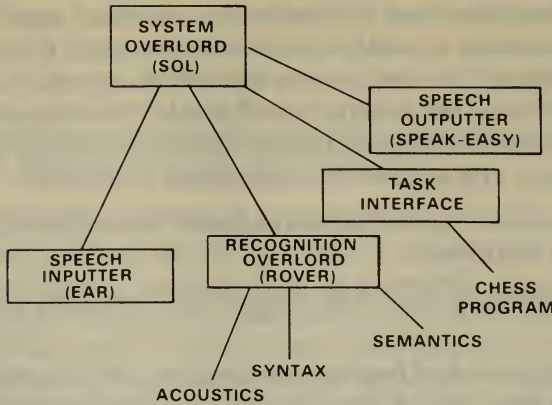 SYSTEM
OVERLORD
(SOL)
SPEECH
OUTPUTTER
(SPEAK-EASY)
TASK
INTERFACE
SPEECH
INPUTTER
(EAR)
RECOGNITION
OVERLORD
(ROVER)
CHESS
PROGRAM
SEMANTICS
SYNTAX
ACOUSTICS